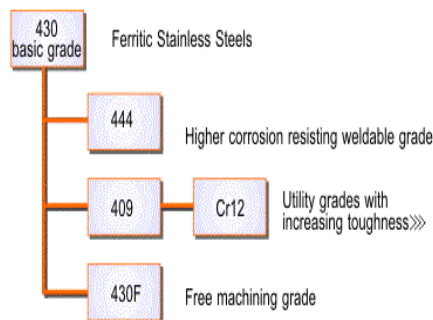 430
basic grade
Ferritic Stainless Steels
444
Higher corrosion resisting weldable grade
409
Cr12
Utility grades with
increasing toughness>>>
430F
Free machining grade